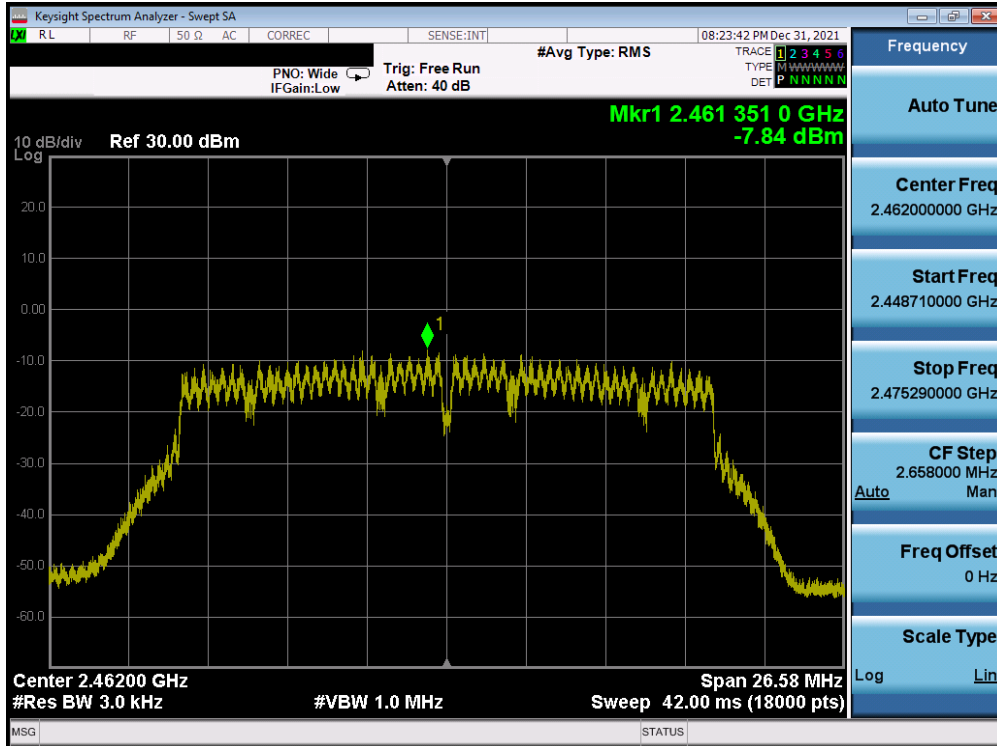 Keysight Spectrum Analyzer - Swept SA
LXI RL RF 50 Ω AC CORREC SENSE:INT 08:23:42 PM Dec 31, 2021
PNO: Wide
IFGain:Low
Trig: Free Run
Atten: 40 dB
#Avg Type: RMS
TRACE 1 2 3 4 5 6
TYPE M W W W W W
DET P N N N N N
Mkr1 2.461 351 0 GHz
-7.84 dBm
10 dB/div
Log
Ref 30.00 dBm
20.0
10.0
0.00
-10.0
-20.0
-30.0
-40.0
-50.0
-60.0
1
Center 2.46200 GHz
Span 26.58 MHz
#Res BW 3.0 kHz
#VBW 1.0 MHz
Sweep 42.00 ms (18000 pts)
MSG
STATUS
Frequency
Auto Tune
Center Freq
2.462000000 GHz
Start Freq
2.448710000 GHz
Stop Freq
2.475290000 GHz
CF Step
2.658000 MHz
Auto Man
Freq Offset
0 Hz
Scale Type
Log Lin